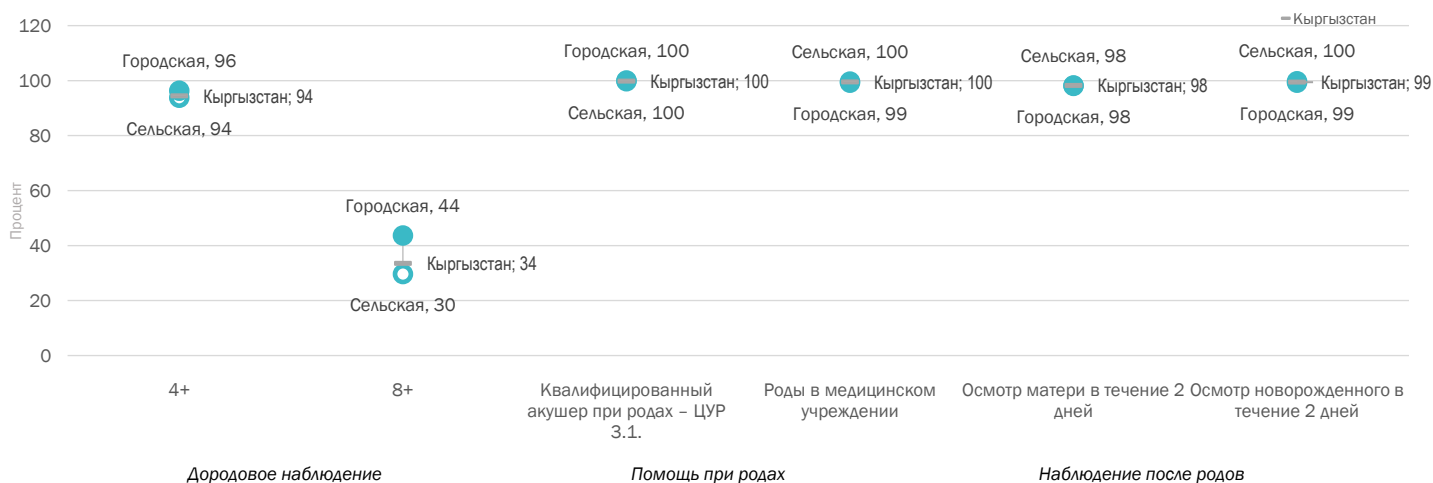 Кыргызстан
120
100
80
60
40
20
0
Процент
Городская, 96
Кыргызстан; 94
Сельская, 94
Городская, 44
Кыргызстан; 34
Сельская, 30
Городская, 100
Кыргызстан; 100
Сельская, 100
Сельская, 100
Кыргызстан; 100
Городская, 99
Сельская, 98
Кыргызстан; 98
Городская, 98
Сельская, 100
Кыргызстан; 99
Городская, 99
4+
8+
Квалифицированный
акушер при родах – ЦУР
3.1.
Роды в медицинском
учреждении
Осмотр матери в течение 2
дней
Осмотр новорожденного в
течение 2 дней
Дородовое наблюдение
Помощь при родах
Наблюдение после родов